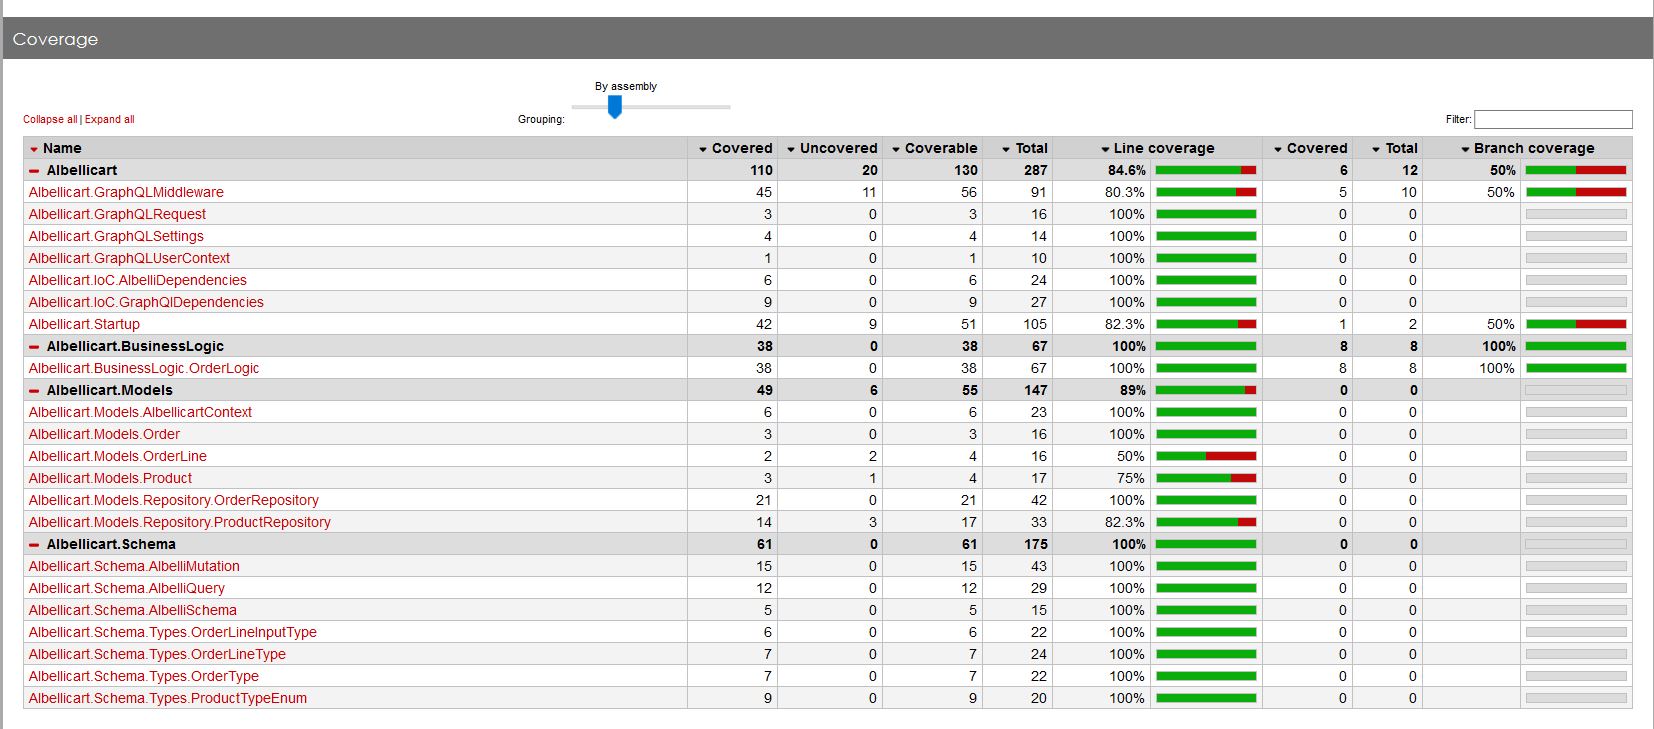 Coverage
By assembly
Collapse all | Expand all Grouping: Filter:
Name Covered Uncovered Coverable Total Line coverage Covered Total Branch coverage
Albellicart 110 20 130 287 84.6% 6 12 50%
Albellicart.GraphQLMiddleware 45 11 56 91 80.3% 5 10 50%
Albellicart.GraphQLRequest 3 0 3 16 100% 0 0
Albellicart.GraphQLSettings 4 0 4 14 100% 0 0
Albellicart.GraphQLUserContext 1 0 1 10 100% 0 0
Albellicart.IoC.AlbelliDependencies 6 0 6 24 100% 0 0
Albellicart.IoC.GraphQlDependencies 9 0 9 27 100% 0 0
Albellicart.Startup 42 9 51 105 82.3% 1 2 50%
Albellicart.BusinessLogic 38 0 38 67 100% 8 8 100%
Albellicart.BusinessLogic.OrderLogic 38 0 38 67 100% 8 8 100%
Albellicart.Models 49 6 55 147 89% 0 0
Albellicart.Models.AlbellicartContext 6 0 6 23 100% 0 0
Albellicart.Models.Order 3 0 3 16 100% 0 0
Albellicart.Models.OrderLine 2 2 4 16 50% 0 0
Albellicart.Models.Product 3 1 4 17 75% 0 0
Albellicart.Models.Repository.OrderRepository 21 0 21 42 100% 0 0
Albellicart.Models.Repository.ProductRepository 14 3 17 33 82.3% 0 0
Albellicart.Schema 61 0 61 175 100% 0 0
Albellicart.Schema.AlbelliMutation 15 0 15 43 100% 0 0
Albellicart.Schema.AlbelliQuery 12 0 12 29 100% 0 0
Albellicart.Schema.AlbelliSchema 5 0 5 15 100% 0 0
Albellicart.Schema.Types.OrderLineInputType 6 0 6 22 100% 0 0
Albellicart.Schema.Types.OrderLineType 7 0 7 24 100% 0 0
Albellicart.Schema.Types.OrderType 7 0 7 22 100% 0 0
Albellicart.Schema.Types.ProductTypeEnum 9 0 9 20 100% 0 0